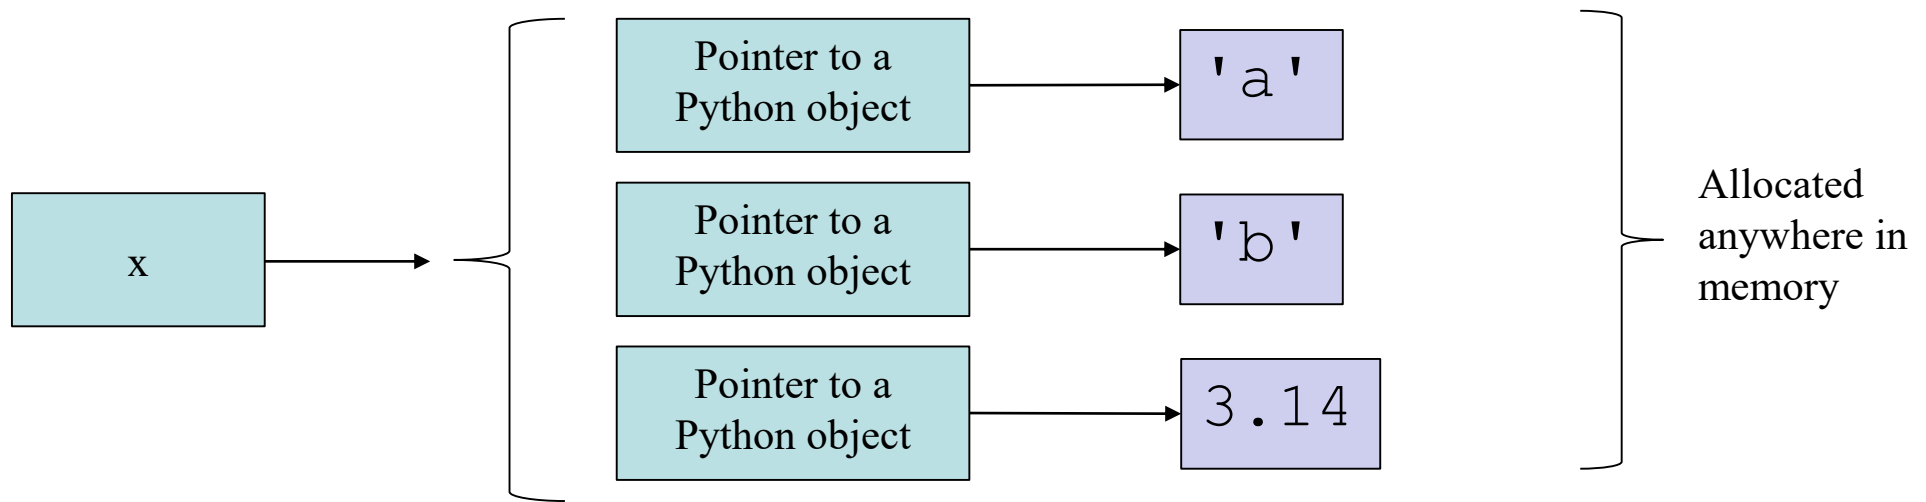 x
Pointer to a
Python object
'a'
Pointer to a
Python object
'b'
Pointer to a
Python object
3.14
Allocated
anywhere in
memory